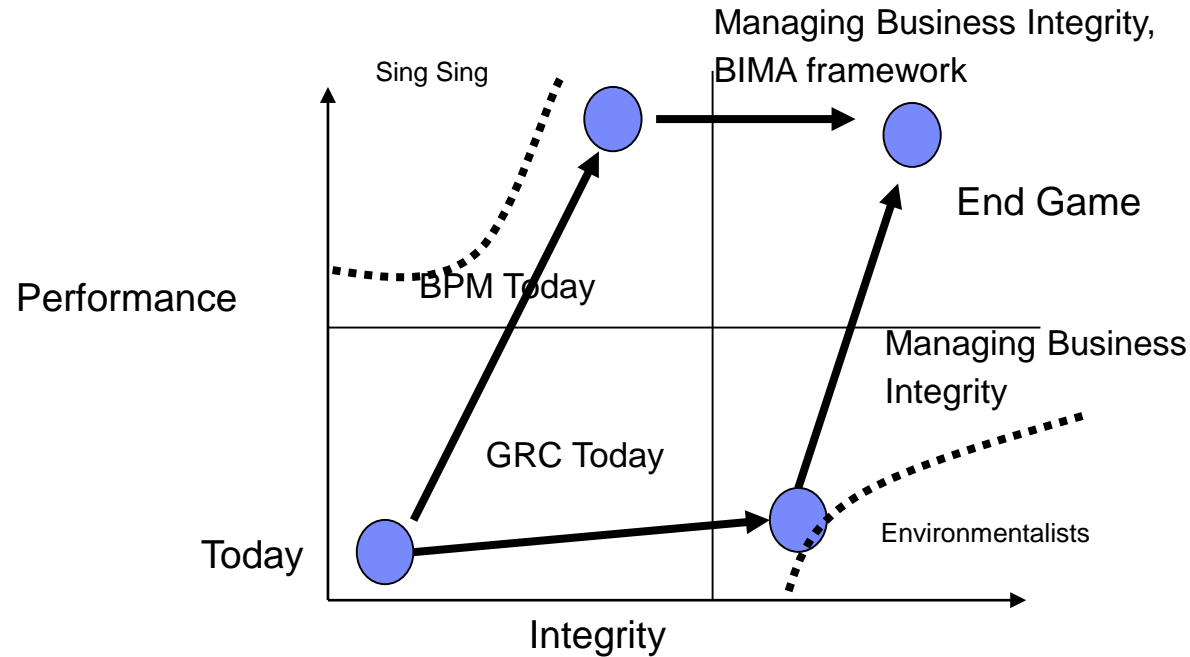 Managing Business Integrity,
BIMA framework
Sing Sing
End Game
BPM Today
Performance
Managing Business
Integrity
GRC Today
Environmentalists
Today
Integrity